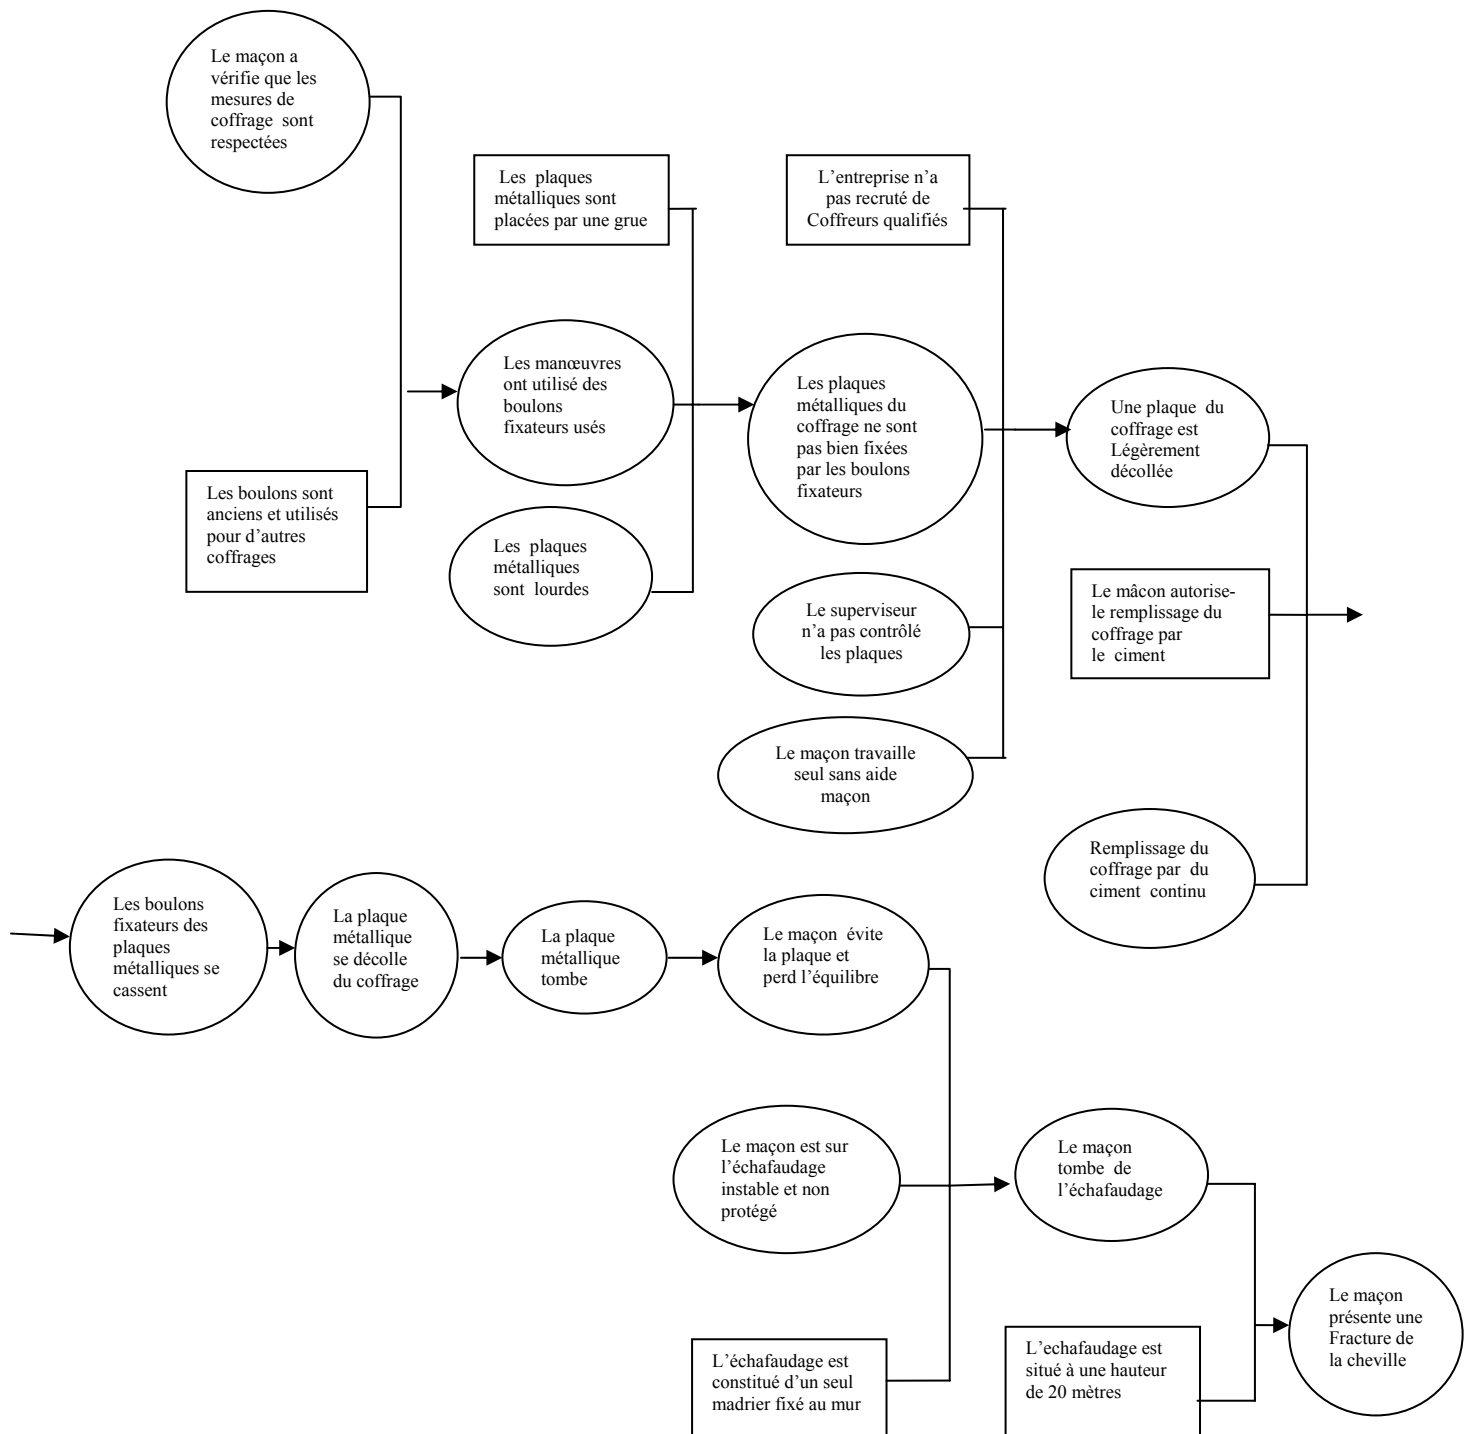 Le maçon a
vérifie que les
mesures de
coffrage sont
respectées
Les plaques
métalliques sont
placées par une grue
L’entreprise n’a
pas recruté de
Coffreurs qualifiés
Les manœuvres
ont utilisé des
boulons
fixateurs usés
Les plaques
métalliques du
coffrage ne sont
pas bien fixées
par les boulons
fixateurs
Une plaque du
coffrage est
Légèrement
décollée
Les boulons sont
anciens et utilisés
pour d’autres
coffrages
Les plaques
métalliques
sont lourdes
Le superviseur
n’a pas contrôlé
les plaques
Le mâcon autorise-
le remplissage du
coffrage par
le ciment
Le maçon travaille
seul sans aide
maçon
Remplissage du
coffrage par du
ciment continu
Les boulons
fixateurs des
plaques
métalliques se
cassent
La plaque
métallique
se décolle
du coffrage
La plaque
métallique
tombe
Le maçon évite
la plaque et
perd l’équilibre
Le maçon est sur
l’échafaudage
instable et non
protégé
Le maçon
tombe de
l’échafaudage
L’échafaudage est
constitué d’un seul
madrier fixé au mur
L’echafaudage est
situé à une hauteur
de 20 mètres
Le maçon
présente une
Fracture de
la cheville